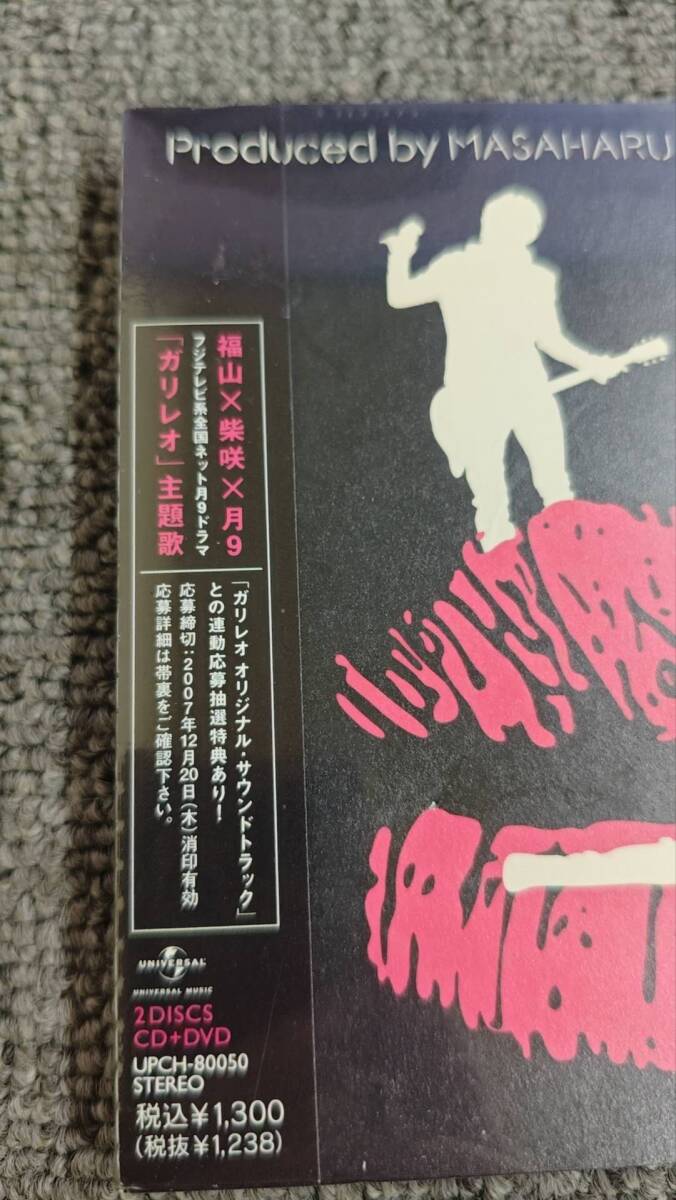 Produced by MASAHARU
福山×柴咲×月9
フジテレビ系全国ネット月9ドラマ
「ガリレオ」主題歌
「ガリレオ オリジナル・サウンドトラック」
との連動応募抽選特典あり！
応募締切：2007年12月20日（木）消印有効
応募詳細は帯裏をご確認下さい。
UNIVERSAL
UNIVERSAL MUSIC
2DISCS
CD+DVD
UPCH-80050
STEREO
税込¥1,300
(税抜¥1,238)